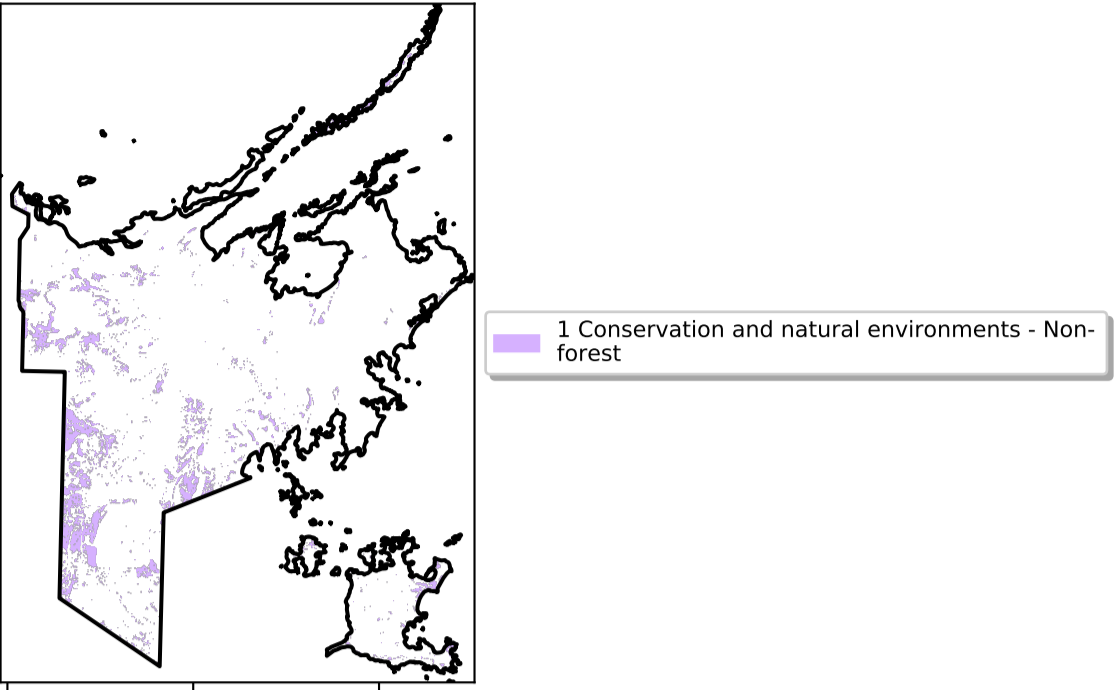 1 Conservation and natural environments - Non-
forest